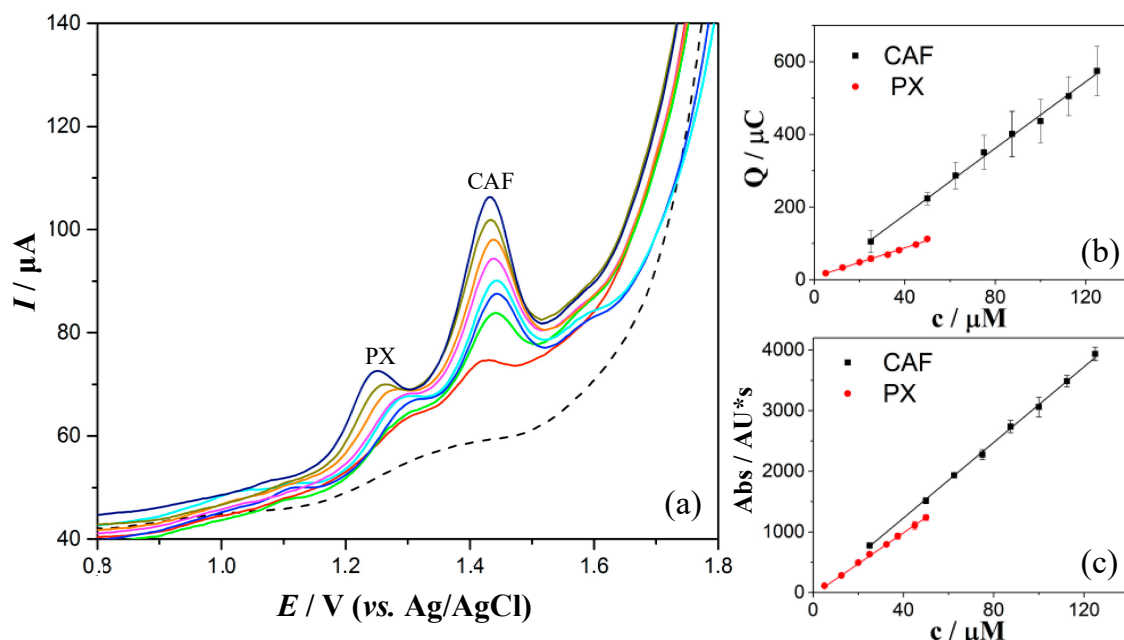 140
120
100
80
60
40
I / μA
PX
CAF
(a)
.8
1.0
1.2
1.4
1.6
1.8
E / V (vs. Ag/AgCl)
CAF
PX
600
400
200
0
Q / μC
(b)
0
40
80
120
c / μM
CAF
PX
4000
3000
2000
1000
0
Abs / AU*s
(c)
0
40
80
120
c / μM